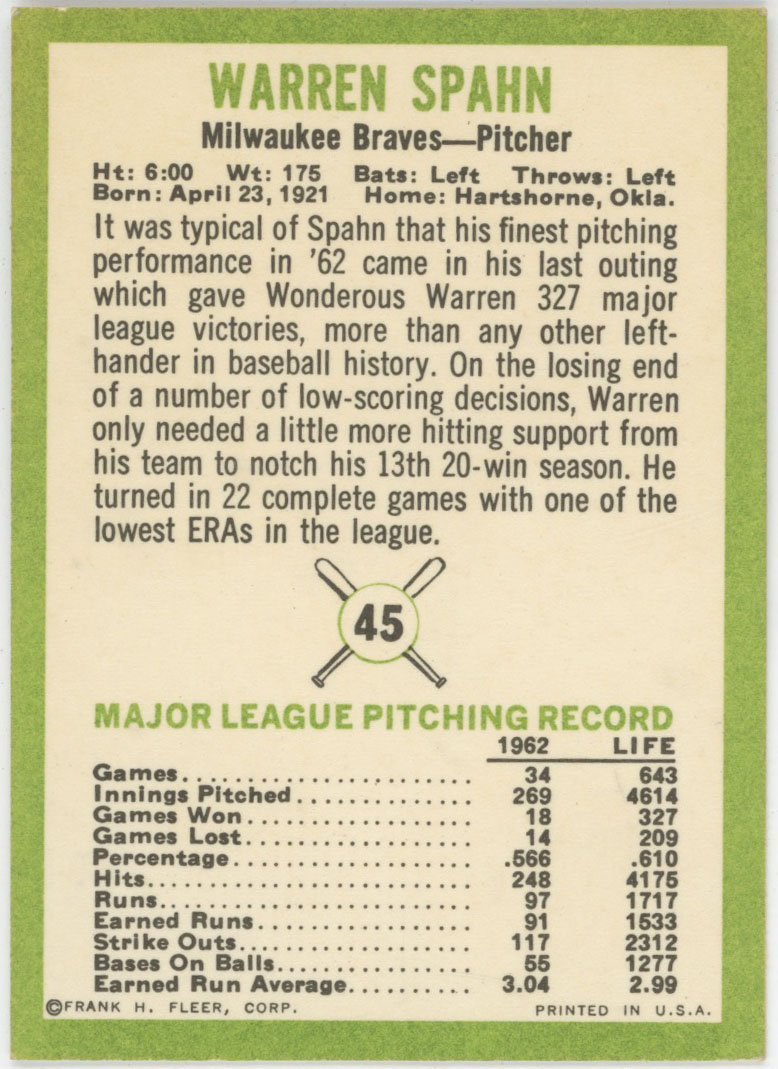 WARREN SPAHN
Milwaukee Braves—Pitcher
Ht: 6:00 Wt: 175 Bats: Left Throws: Left
Born: April 23, 1921 Home: Hartshorne, Okla.
It was typical of Spahn that his finest pitching
performance in '62 came in his last outing
which gave Wonderous Warren 327 major
league victories, more than any other left-
hander in baseball history. On the losing end
of a number of low-scoring decisions, Warren
only needed a little more hitting support from
his team to notch his 13th 20-win season. He
turned in 22 complete games with one of the
lowest ERAs in the league.
45
MAJOR LEAGUE PITCHING RECORD
1962 LIFE
Games........................ 34 643
Innings Pitched.............. 269 4614
Games Won.................. 18 327
Games Lost.................. 14 209
Percentage................... .566 .610
Hits........................... 248 4175
Runs.......................... 97 1717
Earned Runs................. 91 1533
Strike Outs................... 117 2312
Bases On Balls............... 55 1277
Earned Run Average.......... 3.04 2.99
©FRANK H. FLEER, CORP. PRINTED IN U.S.A.